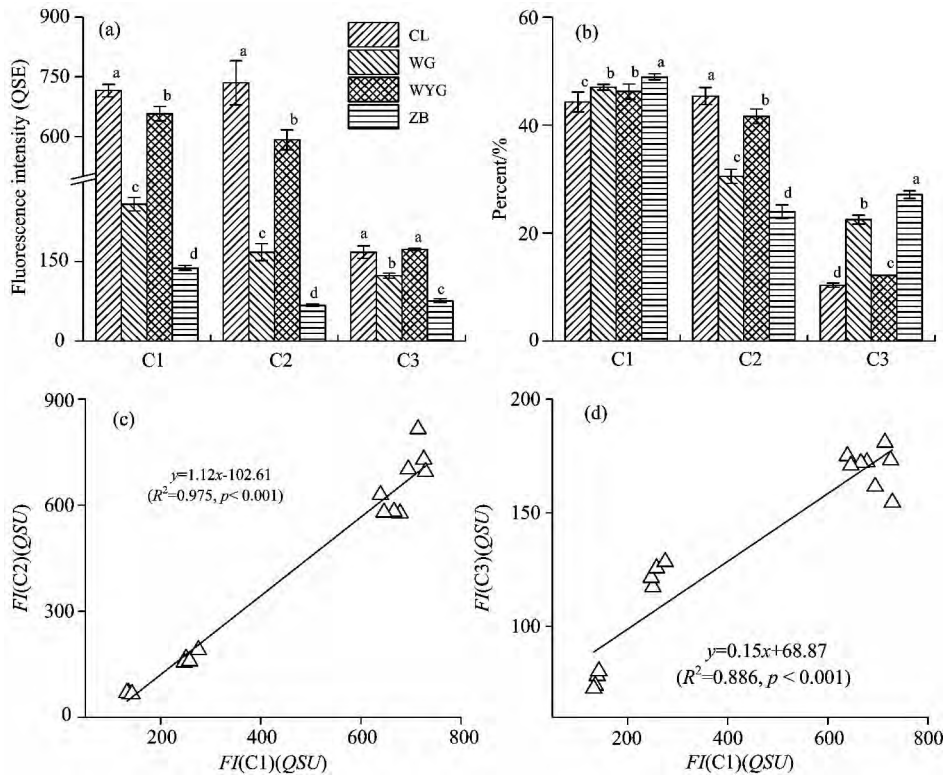 (a)
Fluorescence intensity (QSE)
900
750
600
150
0
CL
WG
WYG
ZB
a
c
b
d
a
c
b
d
a
b
a
c
C1
C2
C3
(b)
Percent/%
60
40
20
0
c
b
b
a
a
c
b
d
d
b
c
a
C1
C2
C3
(c)
FI(C2)(QSU)
900
600
300
0
y=1.12x-102.61
(R²=0.975, p< 0.001)
200
400
600
800
FI(C1)(QSU)
(d)
FI(C3)(QSU)
200
150
100
y=0.15x+68.87
(R²=0.886, p < 0.001)
200
400
600
800
FI(C1)(QSU)